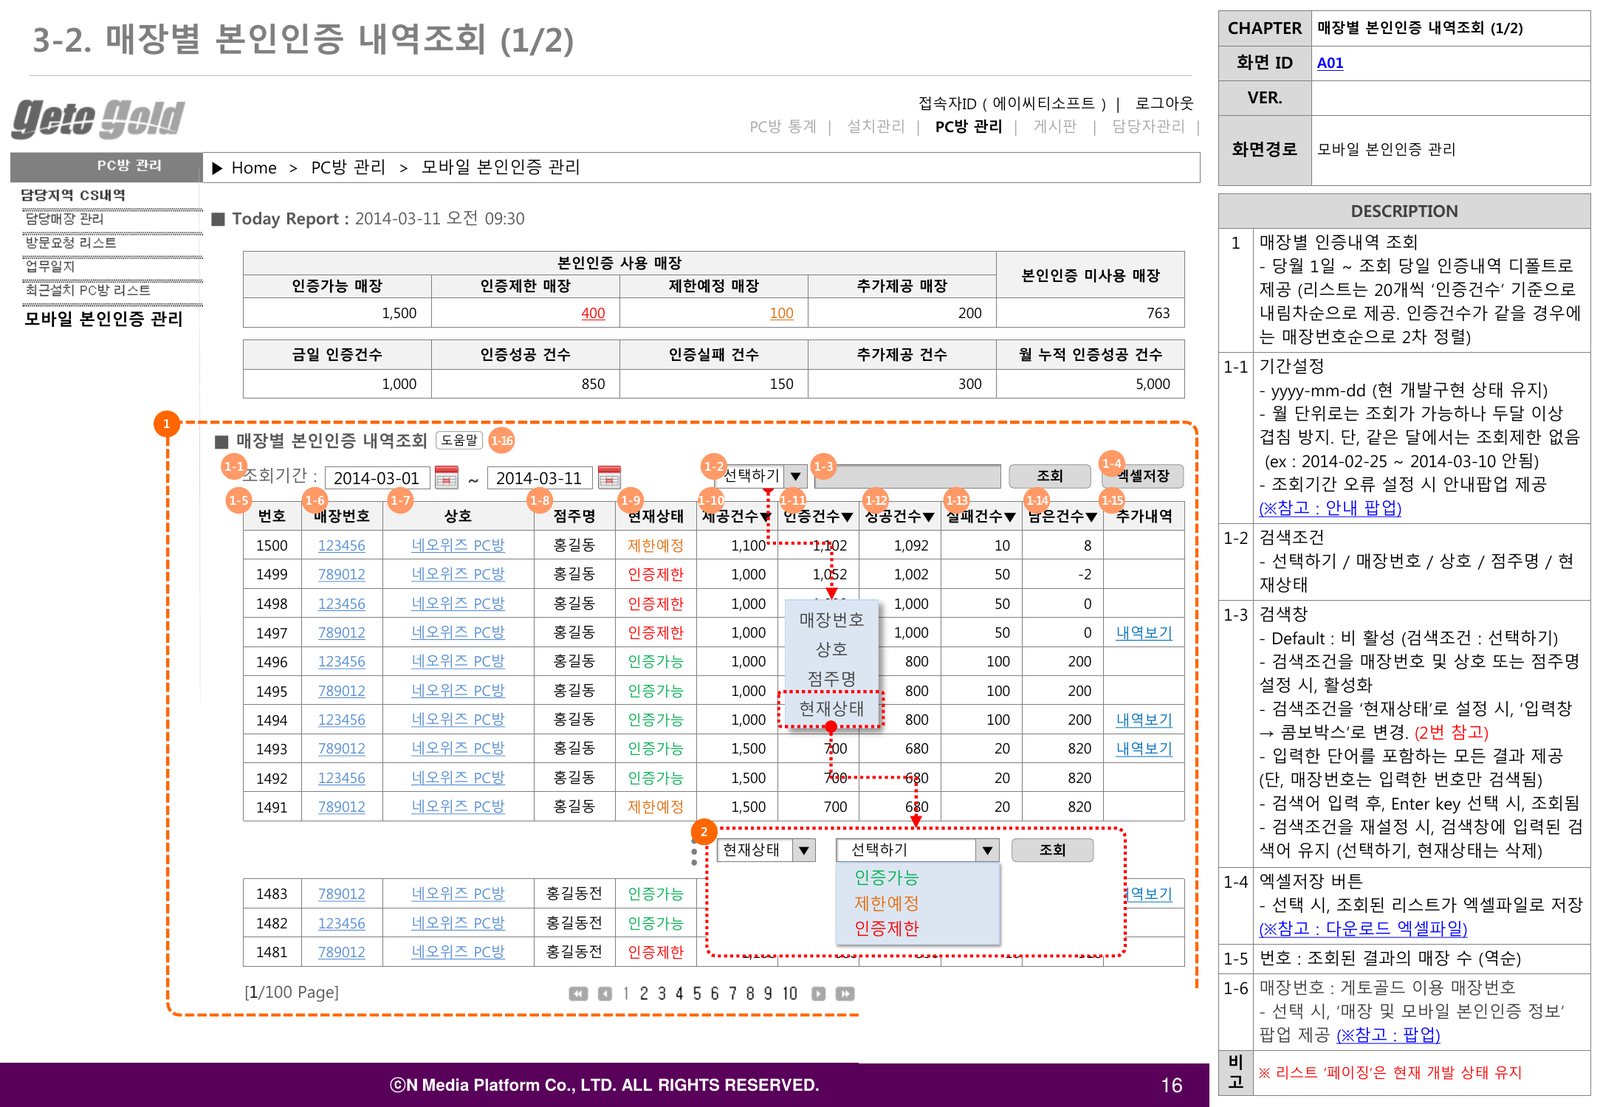 3-2. 매장별 본인인증 내역조회 (1/2)
geto gold
접속자ID ( 에이씨티소프트 ) | 로그아웃
PC방 통계 | 설치관리 | PC방 관리 | 게시판 | 담당자관리 |
PC방 관리
▶ Home > PC방 관리 > 모바일 본인인증 관리
담당지역 CS내역
담당매장 관리
방문요청 리스트
업무일지
최근설치 PC방 리스트
모바일 본인인증 관리
■ Today Report : 2014-03-11 오전 09:30
본인인증 사용 매장 본인인증 미사용 매장
인증가능 매장 인증제한 매장 제한예정 매장 추가제공 매장
1,500 400 100 200 763
금일 인증건수 인증성공 건수 인증실패 건수 추가제공 건수 월 누적 인증성공 건수
1,000 850 150 300 5,000
1
■ 매장별 본인인증 내역조회 도움말 1-16
1-1 조회기간 : 2014-03-01 ~ 2014-03-11 1-2 선택하기 ▼ 1-3 조회 1-4 엑셀저장
1-5 1-6 1-7 1-8 1-9 1-10 1-11 1-12 1-13 1-14 1-15
번호 매장번호 상호 점주명 현재상태 제공건수▼ 인증건수▼ 성공건수▼ 실패건수▼ 남은건수▼ 추가내역
1500 123456 네오위즈 PC방 홍길동 제한예정 1,100 1,102 1,092 10 8
1499 789012 네오위즈 PC방 홍길동 인증제한 1,000 1,052 1,002 50 -2
1498 123456 네오위즈 PC방 홍길동 인증제한 1,000 1,000 50 0
1497 789012 네오위즈 PC방 홍길동 인증제한 1,000 1,000 50 0 내역보기
1496 123456 네오위즈 PC방 홍길동 인증가능 1,000 800 100 200
1495 789012 네오위즈 PC방 홍길동 인증가능 1,000 800 100 200
1494 123456 네오위즈 PC방 홍길동 인증가능 1,000 800 100 200 내역보기
1493 789012 네오위즈 PC방 홍길동 인증가능 1,500 700 680 20 820 내역보기
1492 123456 네오위즈 PC방 홍길동 인증가능 1,500 700 680 20 820
1491 789012 네오위즈 PC방 홍길동 제한예정 1,500 700 680 20 820
매장번호
상호
점주명
현재상태
2
현재상태 ▼ 선택하기 ▼ 조회
인증가능
제한예정
인증제한
1483 789012 네오위즈 PC방 홍길동전 인증가능 역보기
1482 123456 네오위즈 PC방 홍길동전 인증가능
1481 789012 네오위즈 PC방 홍길동전 인증제한
[1/100 Page] 1 2 3 4 5 6 7 8 9 10
ⓒN Media Platform Co., LTD. ALL RIGHTS RESERVED. 16
CHAPTER 매장별 본인인증 내역조회 (1/2)
화면 ID A01
VER.
화면경로 모바일 본인인증 관리
DESCRIPTION
1 매장별 인증내역 조회
- 당월 1일 ~ 조회 당일 인증내역 디폴트로
제공 (리스트는 20개씩 ‘인증건수’ 기준으로
내림차순으로 제공. 인증건수가 같을 경우에
는 매장번호순으로 2차 정렬)
1-1 기간설정
- yyyy-mm-dd (현 개발구현 상태 유지)
- 월 단위로는 조회가 가능하나 두달 이상
겹침 방지. 단, 같은 달에서는 조회제한 없음
(ex : 2014-02-25 ~ 2014-03-10 안됨)
- 조회기간 오류 설정 시 안내팝업 제공
(※참고 : 안내 팝업)
1-2 검색조건
- 선택하기 / 매장번호 / 상호 / 점주명 / 현
재상태
1-3 검색창
- Default : 비 활성 (검색조건 : 선택하기)
- 검색조건을 매장번호 및 상호 또는 점주명
설정 시, 활성화
- 검색조건을 ‘현재상태’로 설정 시, ‘입력창
→ 콤보박스’로 변경. (2번 참고)
- 입력한 단어를 포함하는 모든 결과 제공
(단, 매장번호는 입력한 번호만 검색됨)
- 검색어 입력 후, Enter key 선택 시, 조회됨
- 검색조건을 재설정 시, 검색창에 입력된 검
색어 유지 (선택하기, 현재상태는 삭제)
1-4 엑셀저장 버튼
- 선택 시, 조회된 리스트가 엑셀파일로 저장
(※참고 : 다운로드 엑셀파일)
1-5 번호 : 조회된 결과의 매장 수 (역순)
1-6 매장번호 : 게토골드 이용 매장번호
- 선택 시, ‘매장 및 모바일 본인인증 정보’
팝업 제공 (※참고 : 팝업)
비고 ※ 리스트 ‘페이징’은 현재 개발 상태 유지